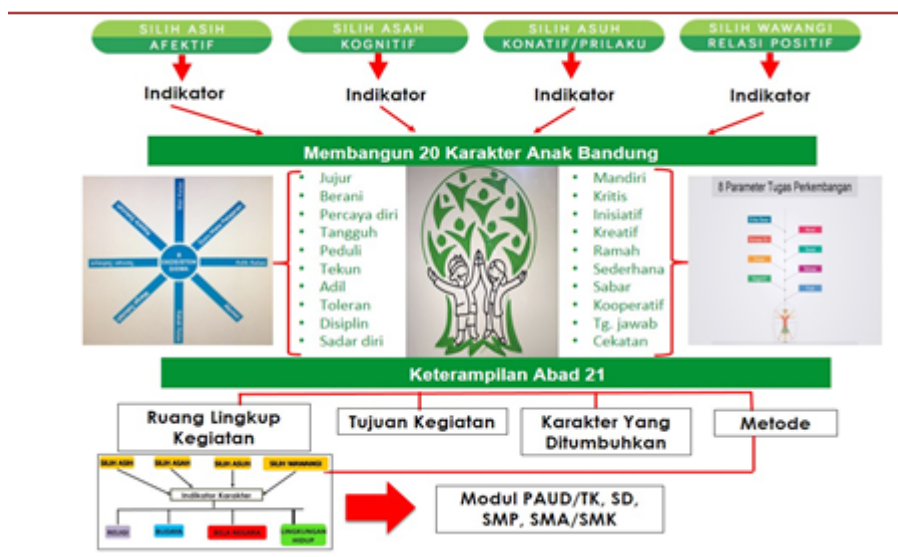 SILIH ASIH
AFEKTIF
SILIH ASAH
KOGNITIF
SILIH ASUH
KONATIF/PRILAKU
SILIH WAWANGI
RELASI POSITIF
Indikator
Indikator
Indikator
Indikator
Membangun 20 Karakter Anak Bandung
• Jujur
• Berani
• Percaya diri
• Tangguh
• Peduli
• Tekun
• Adil
• Toleran
• Disiplin
• Sadar diri
• Mandiri
• Kritis
• Inisiatif
• Kreatif
• Ramah
• Sederhana
• Sabar
• Kooperatif
• Tg. jawab
• Cekatan
8 Parameter Tugas Perkembangan
Keterampilan Abad 21
Ruang Lingkup
Kegiatan
Tujuan Kegiatan
Karakter Yang
Ditumbuhkan
Metode
SILIH ASIH
SILIH ASAH
SILIH ASUH
SILIH WAWANGI
Indikator Karakter
RELIGI
BUDAYA
BELA NEGARA
LINGKUNGAN
HIDUP
Modul PAUD/TK, SD,
SMP, SMA/SMK